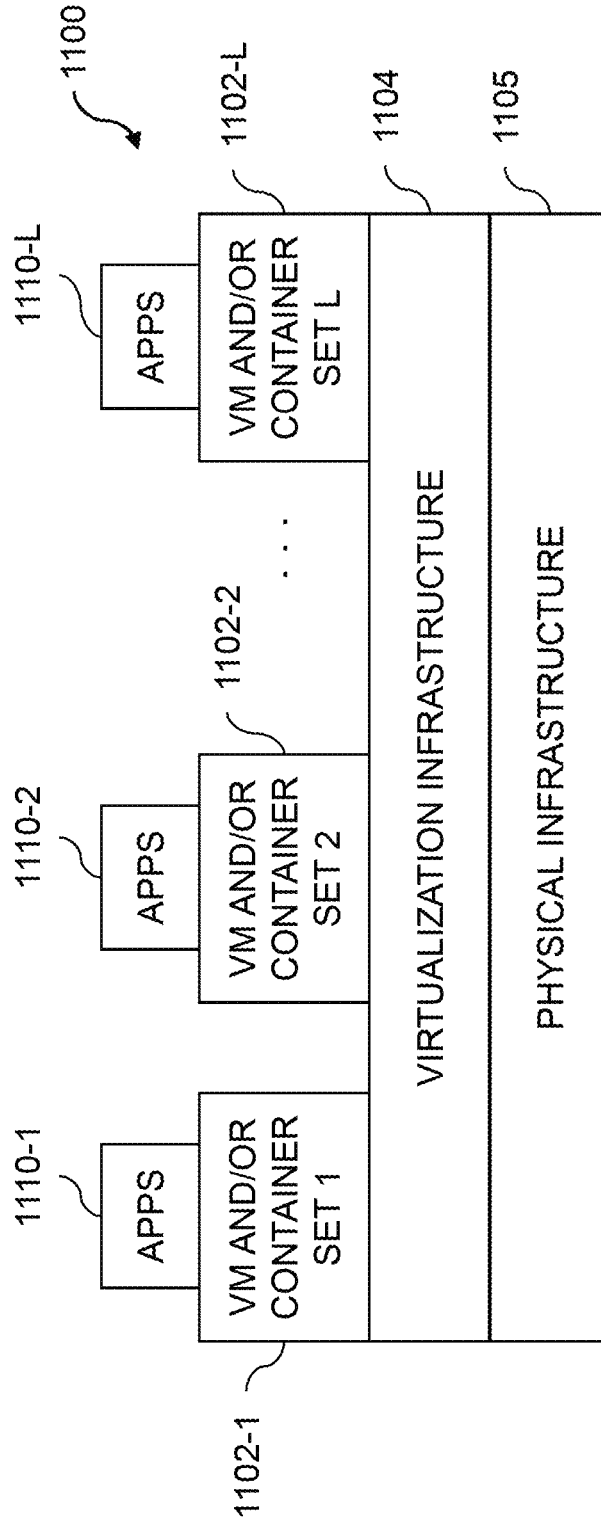 1100
1110-1
1110-2
1110-L
APPS
APPS
APPS
1102-1
VM AND/OR
CONTAINER
SET 1
VM AND/OR
CONTAINER
SET 2
1102-2
. . .
VM AND/OR
CONTAINER
SET L
1102-L
VIRTUALIZATION INFRASTRUCTURE
1104
PHYSICAL INFRASTRUCTURE
1105